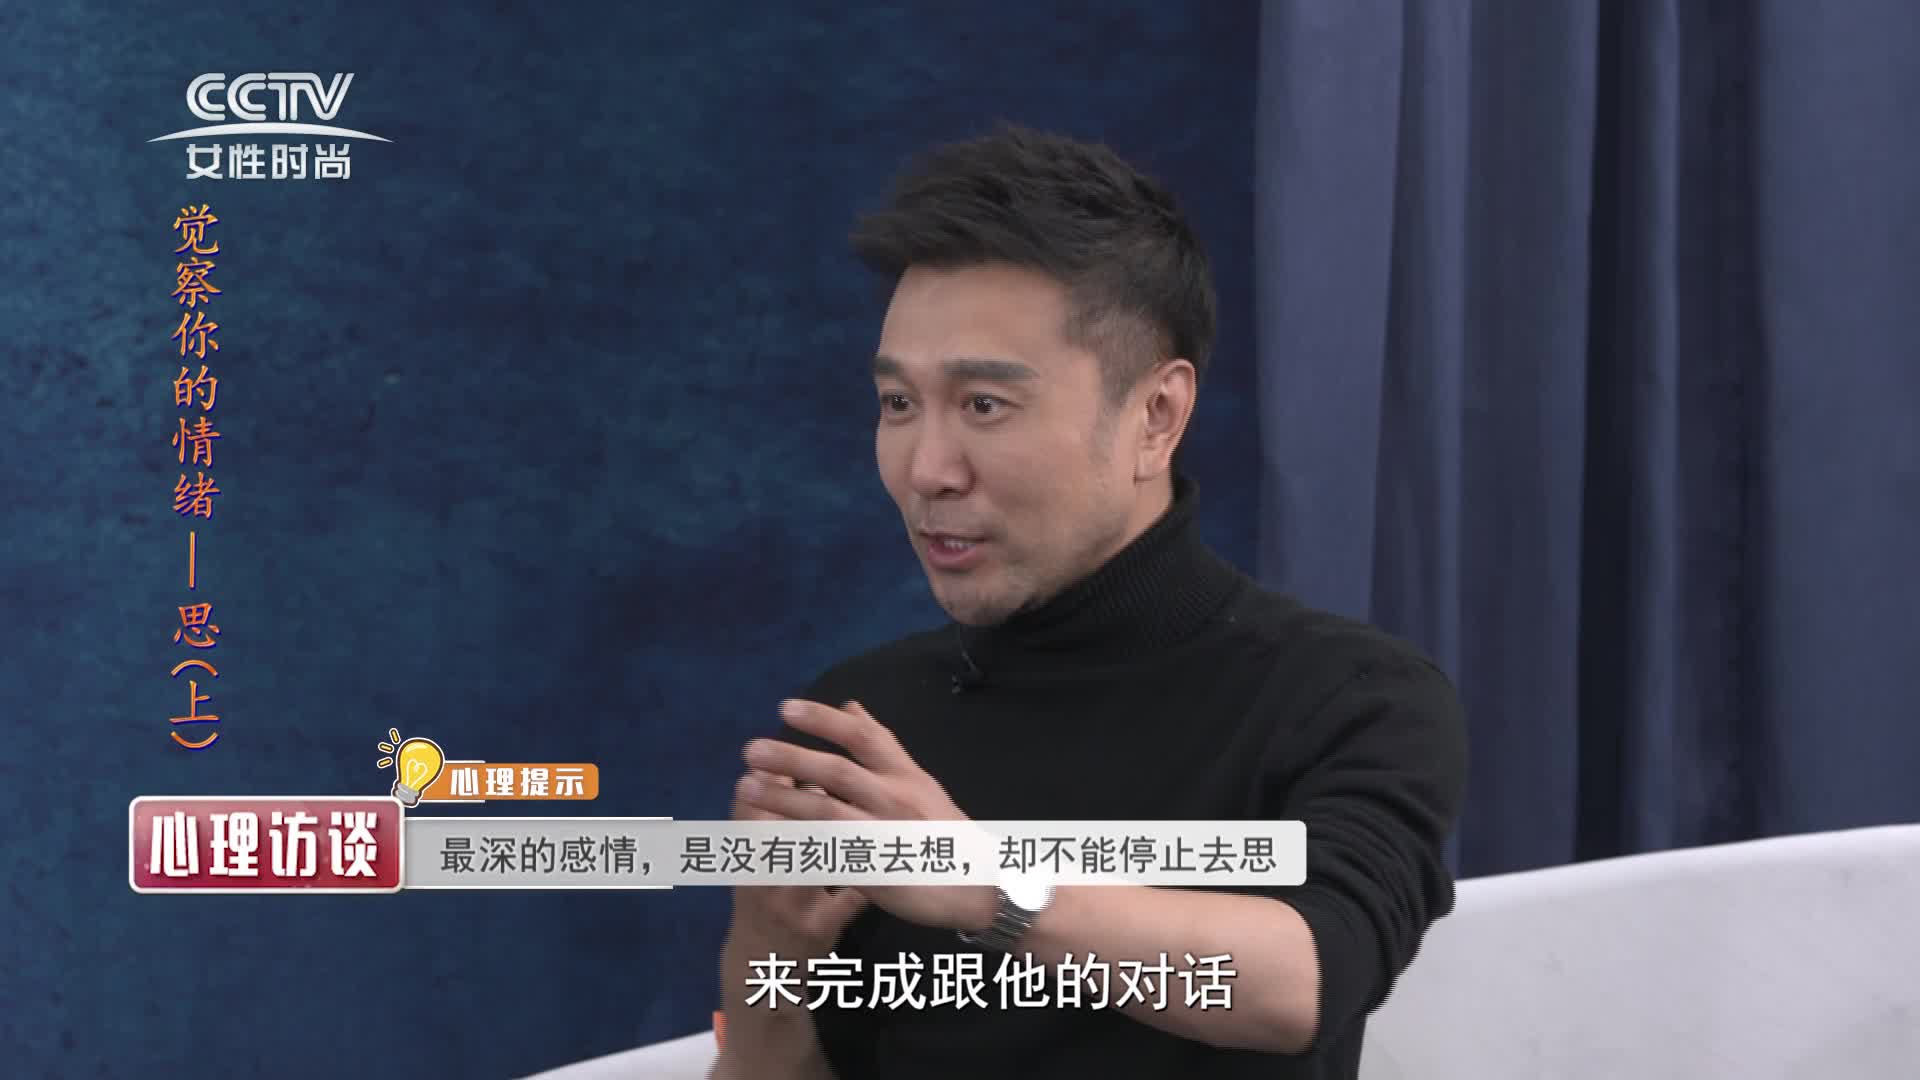 CCTV
女性时尚
觉察你的情绪—思(上)
心理提示
心理访谈
最深的感情，是没有刻意去想，却不能停止去思
来完成跟他的对话